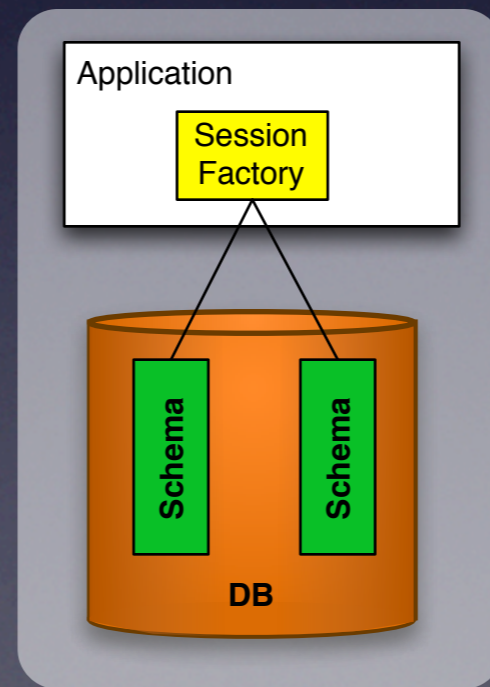 Application
Session
Factory
Schema
Schema
DB